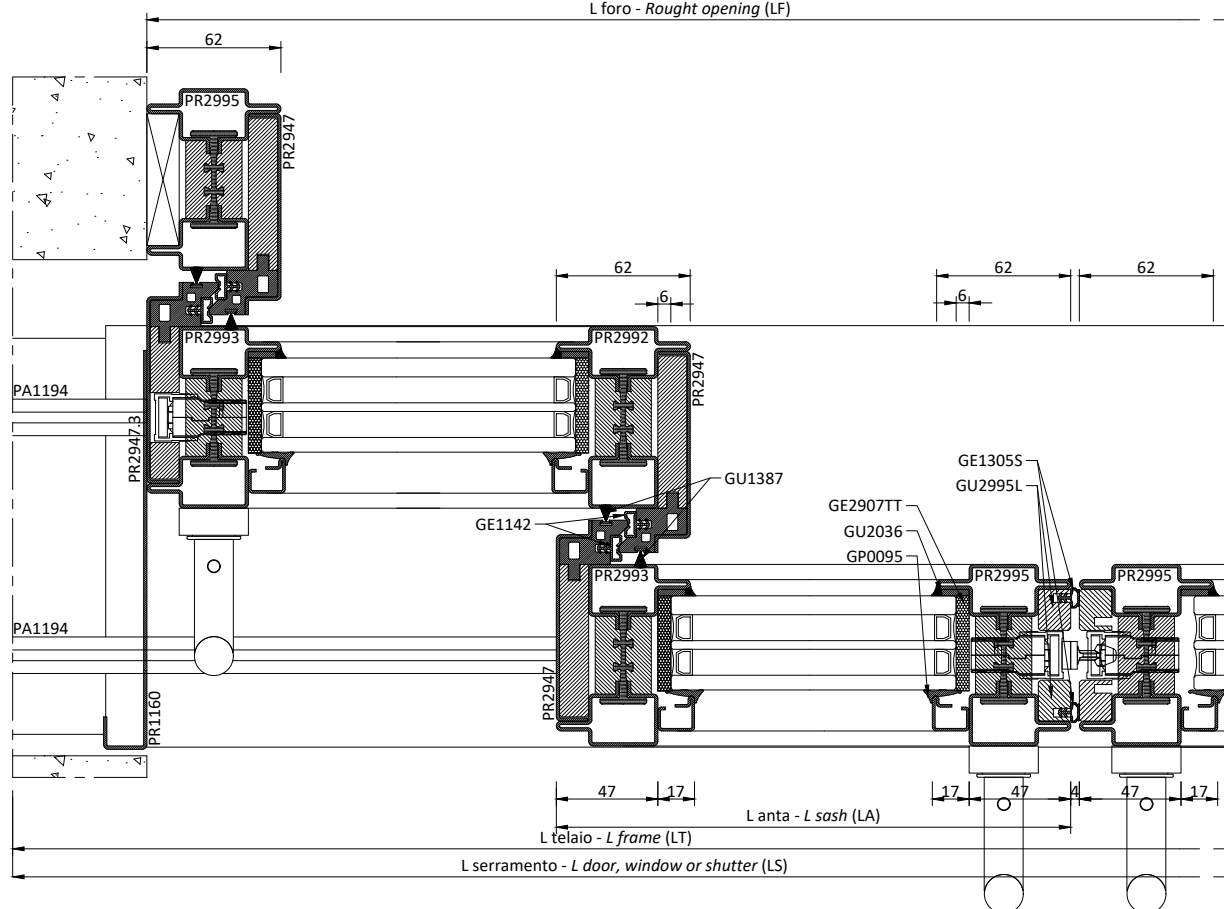 L foro - Rought opening (LF)
62
PR2995
PR2947
62
62
62
6
6
PR2993
PR2992
PR2947
PA1194
PR2947.3
GU1387
GE1142
GE1305S
GU2995L
GE2907TT
GU2036
GP0095
PR2993
PR2995
PR2995
PA1194
PR2947
PR1160
47
17
17
47
4
47
17
L anta - L sash (LA)
L telaio - L frame (LT)
L serramento - L door, window or shutter (LS)